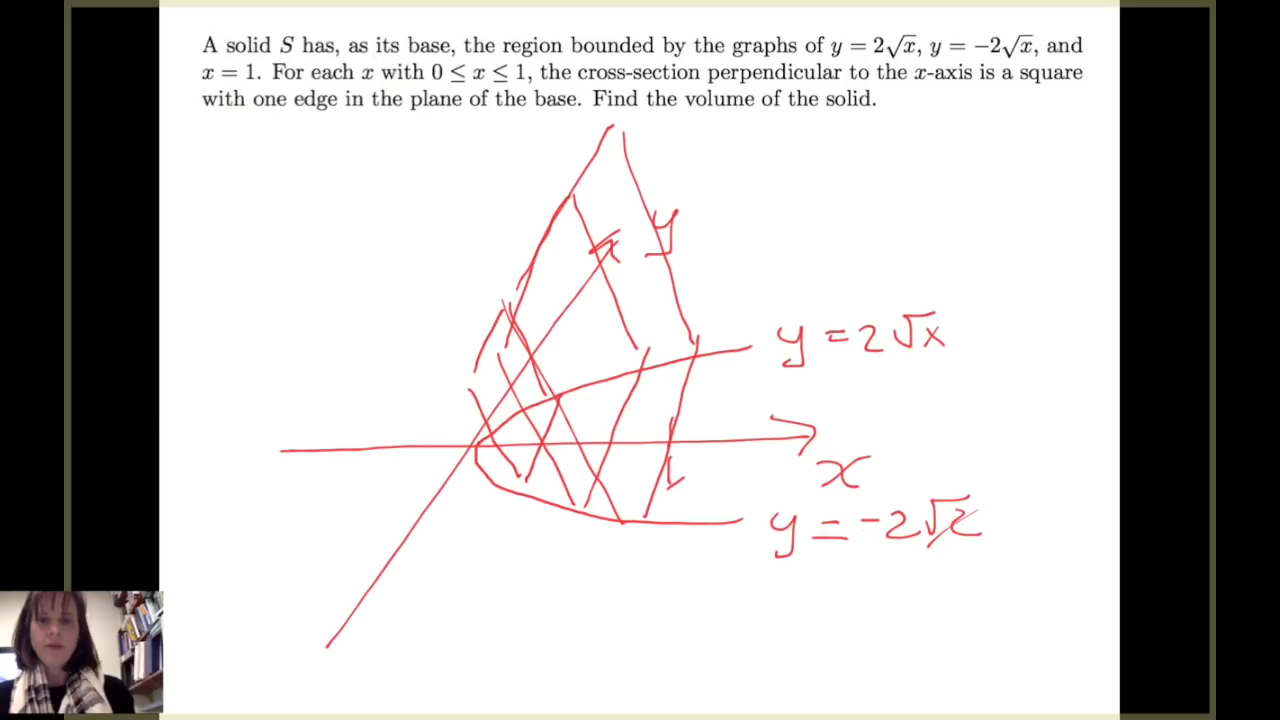 A solid S has, as its base, the region bounded by the graphs of y = 2√x, y = −2√x, and
x = 1. For each x with 0 ≤ x ≤ 1, the cross-section perpendicular to the x-axis is a square
with one edge in the plane of the base. Find the volume of the solid.
y
y = 2√x
x
y = -2√x